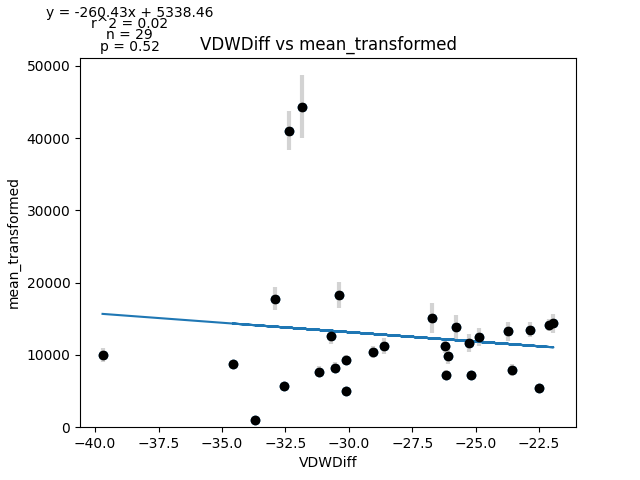 y = -260.43x + 5338.46
r^2 = 0.02
n = 29
p = 0.52
VDWDiff vs mean_transformed
50000
40000
30000
20000
10000
0
mean_transformed
−40.0 −37.5 −35.0 −32.5 −30.0 −27.5 −25.0 −22.5
VDWDiff